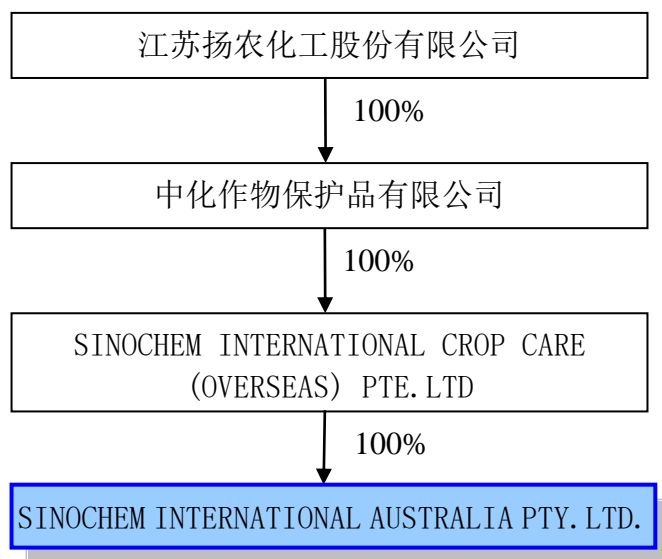 江苏扬农化工股份有限公司
100%
中化作物保护品有限公司
100%
SINOCHEM INTERNATIONAL CROP CARE
(OVERSEAS) PTE.LTD
100%
SINOCHEM INTERNATIONAL AUSTRALIA PTY.LTD.